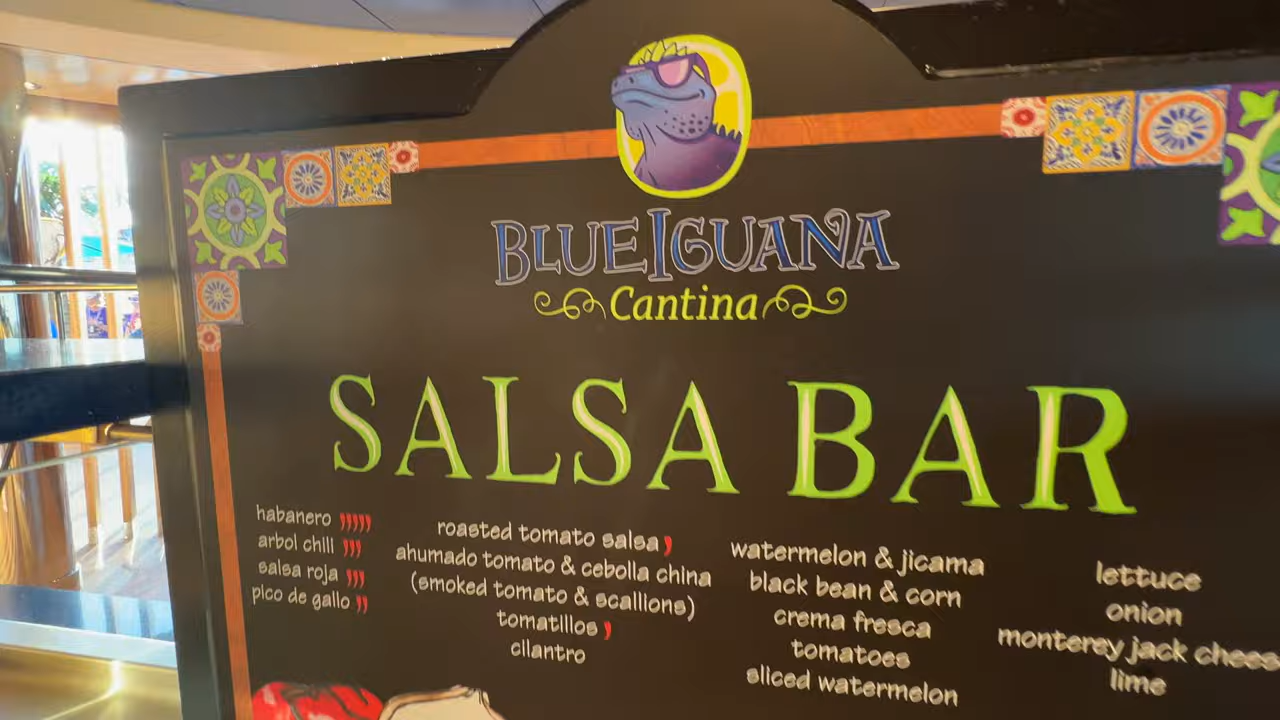 BLUE IGUANA
Cantina
SALSA BAR
habanero
arbol chili
salsa roja
pico de gallo
roasted tomato salsa
ahumado tomato & cebolla china
(smoked tomato & scallions)
tomatillos
cilantro
watermelon & jicama
black bean & corn
crema fresca
tomatoes
sliced watermelon
lettuce
onion
monterey jack chees
lime